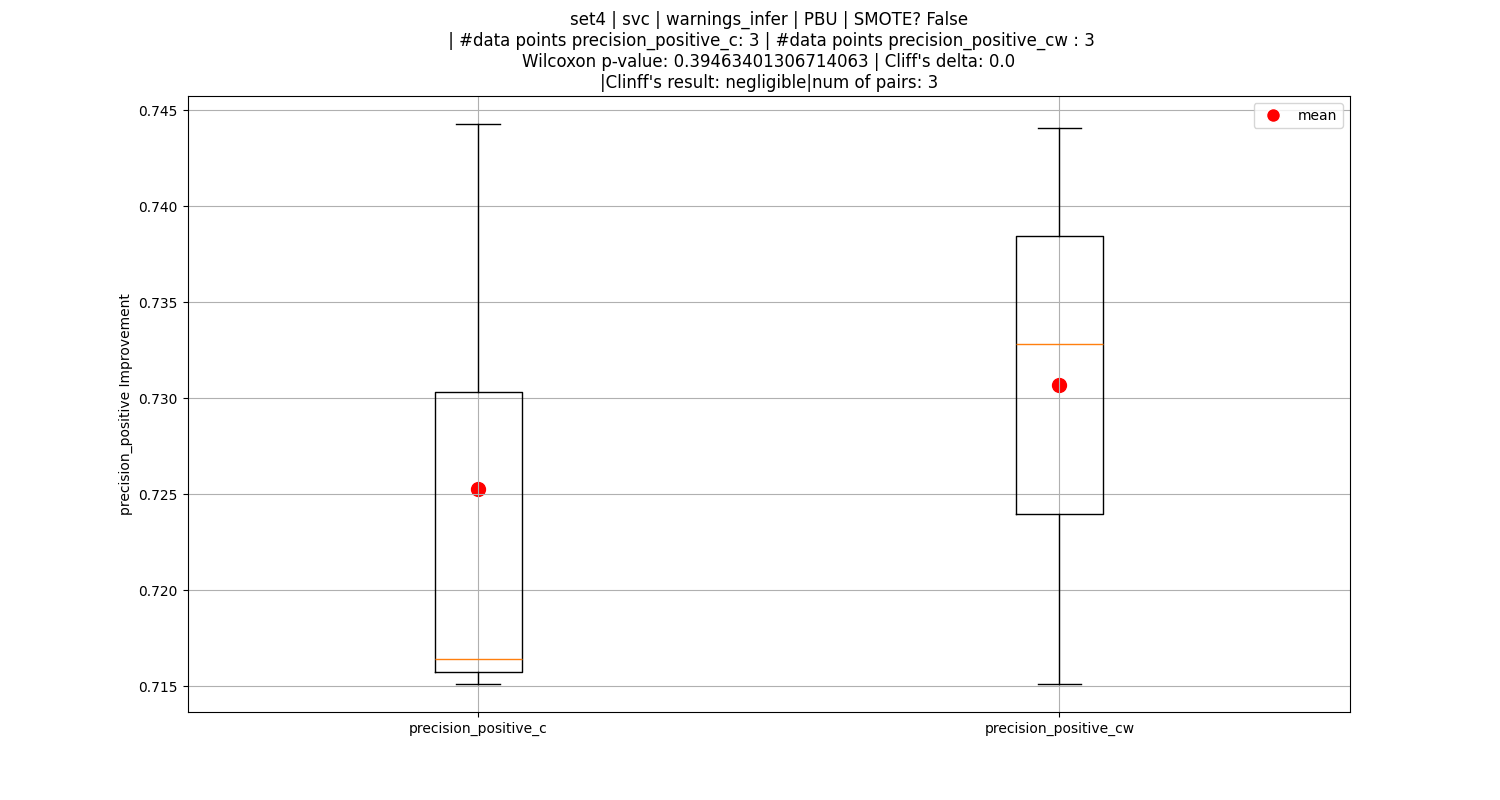 set4 | svc | warnings_infer | PBU | SMOTE? False
| #data points precision_positive_c: 3 | #data points precision_positive_cw : 3
Wilcoxon p-value: 0.39463401306714063 | Cliff's delta: 0.0
|Clinff's result: negligible|num of pairs: 3
mean
0.745
0.740
0.735
0.730
0.725
0.720
0.715
precision_positive Improvement
precision_positive_c
precision_positive_cw